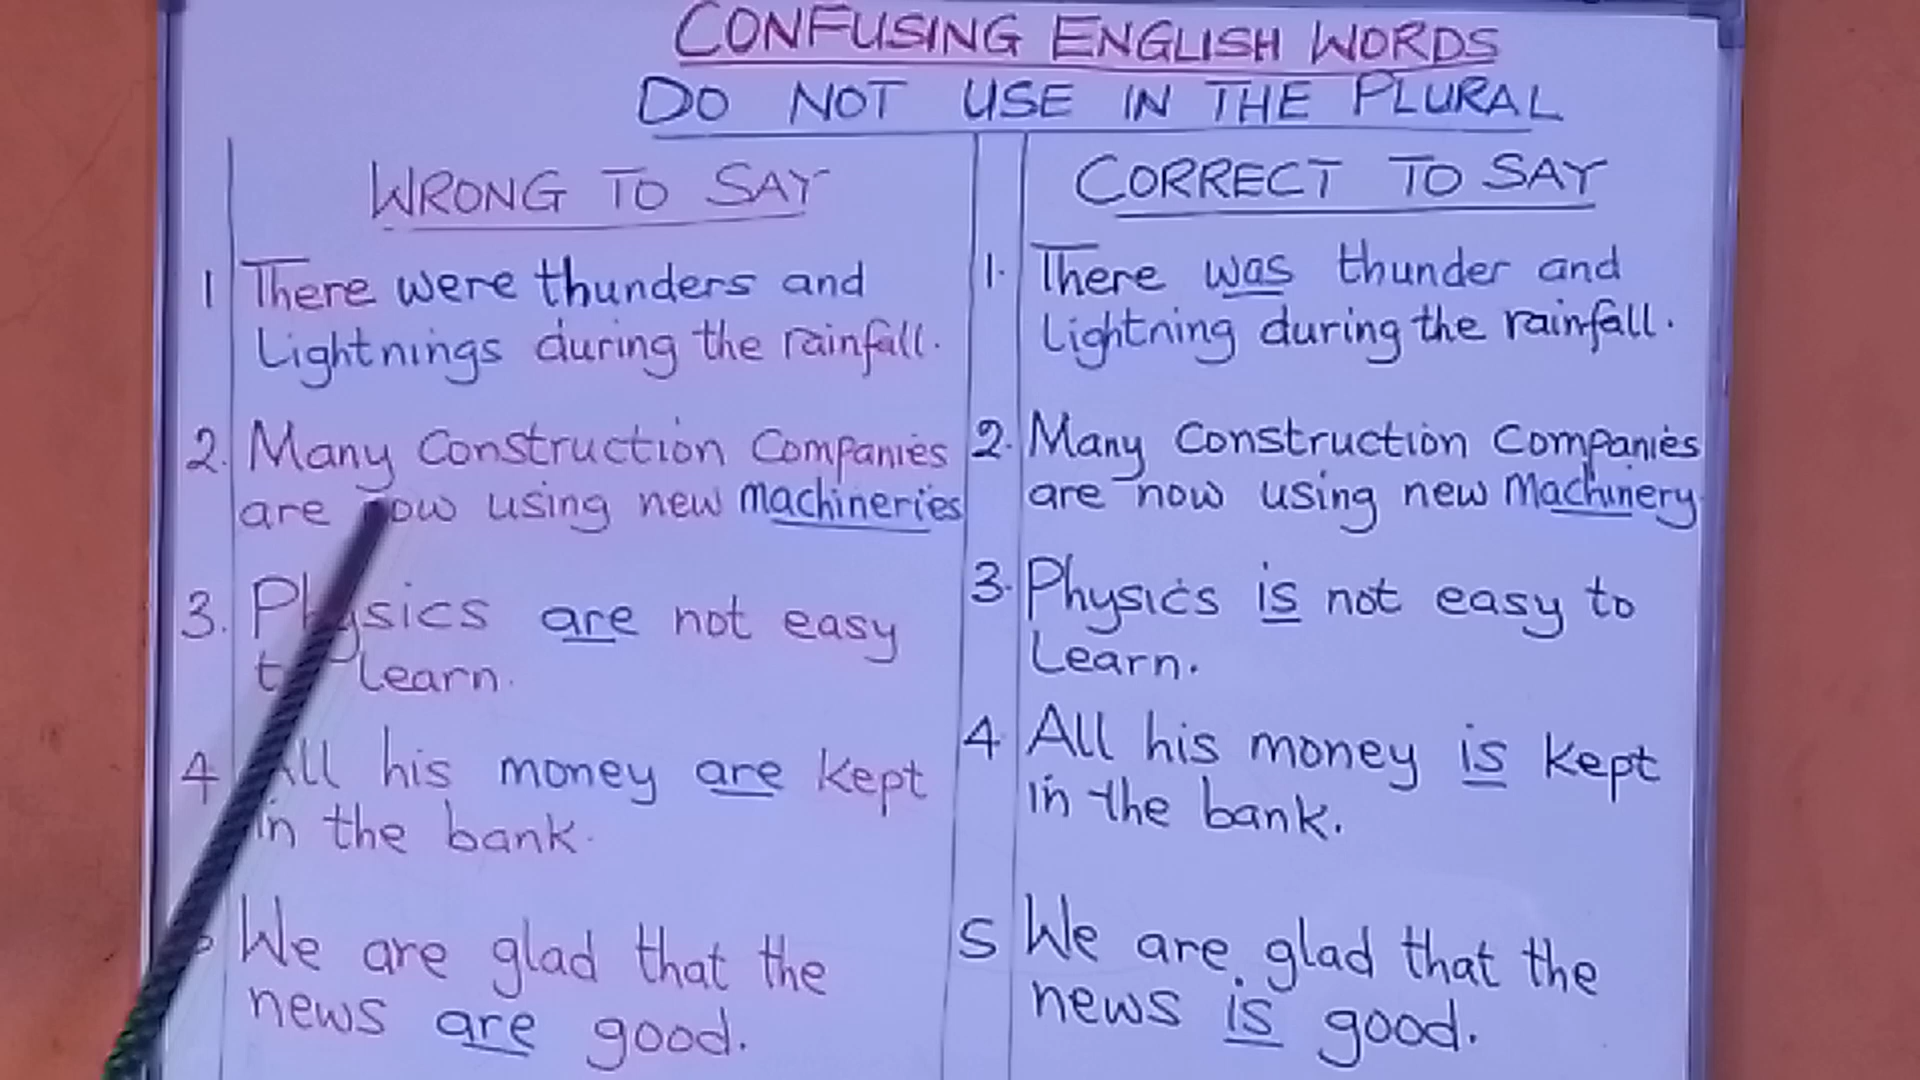 CONFUSING ENGLISH WORDS
DO NOT USE IN THE PLURAL
WRONG TO SAY
1 There were thunders and
Lightnings during the rainfall.
2. Many Construction Companies
are now using new machineries
3. Physics are not easy
to learn.
4 All his money are kept
in the bank.
We are glad that the
news are good.
CORRECT TO SAY
1. There was thunder and
Lightning during the rainfall.
2. Many Construction Companies
are now using new Machinery
3. Physics is not easy to
Learn.
4 All his money is kept
in the bank.
5 We are glad that the
news is good.